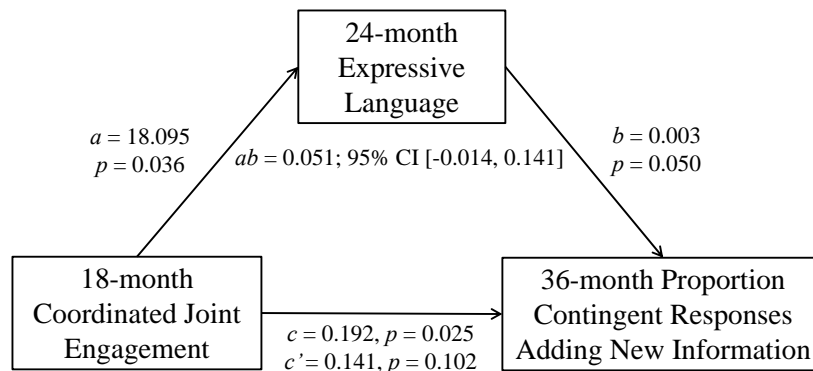 24-month
Expressive
Language
a = 18.095
p = 0.036
b = 0.003
p = 0.050
ab = 0.051; 95% CI [-0.014, 0.141]
18-month
Coordinated Joint
Engagement
c = 0.192, p = 0.025
c’= 0.141, p = 0.102
36-month Proportion
Contingent Responses
Adding New Information